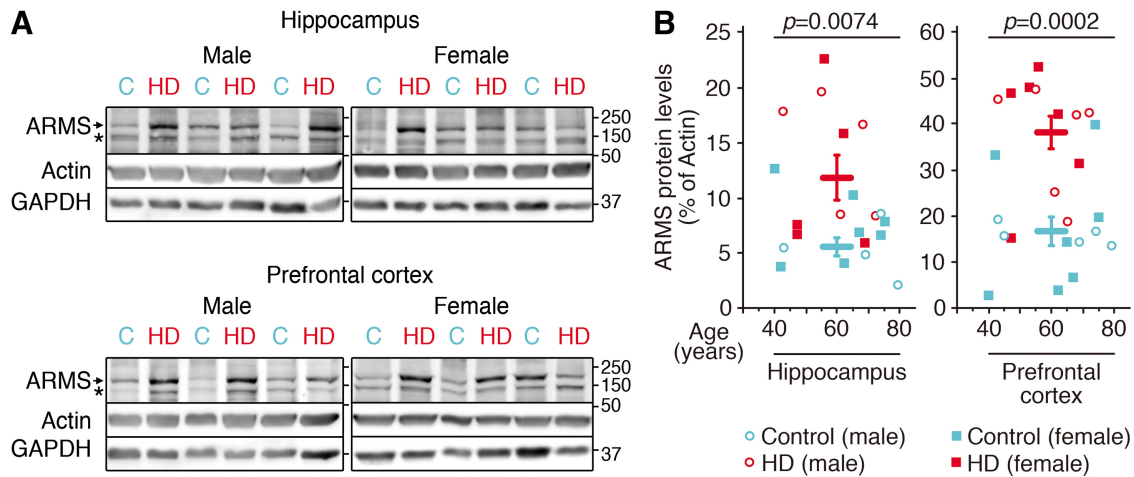 A
Hippocampus
Male
Female
C HD C HD C HD
C HD C HD C HD
ARMS
*
Actin
GAPDH
250
150
50
37
Prefrontal cortex
Male
Female
C HD C HD C HD
C HD C HD C HD
ARMS
*
Actin
GAPDH
250
150
50
37
B
ARMS protein levels
(% of Actin)
p=0.0074
25
20
15
10
5
0
Age
(years)
40 60 80
Hippocampus
p=0.0002
60
50
40
30
20
10
0
40 60 80
Prefrontal
cortex
Control (male)
HD (male)
Control (female)
HD (female)